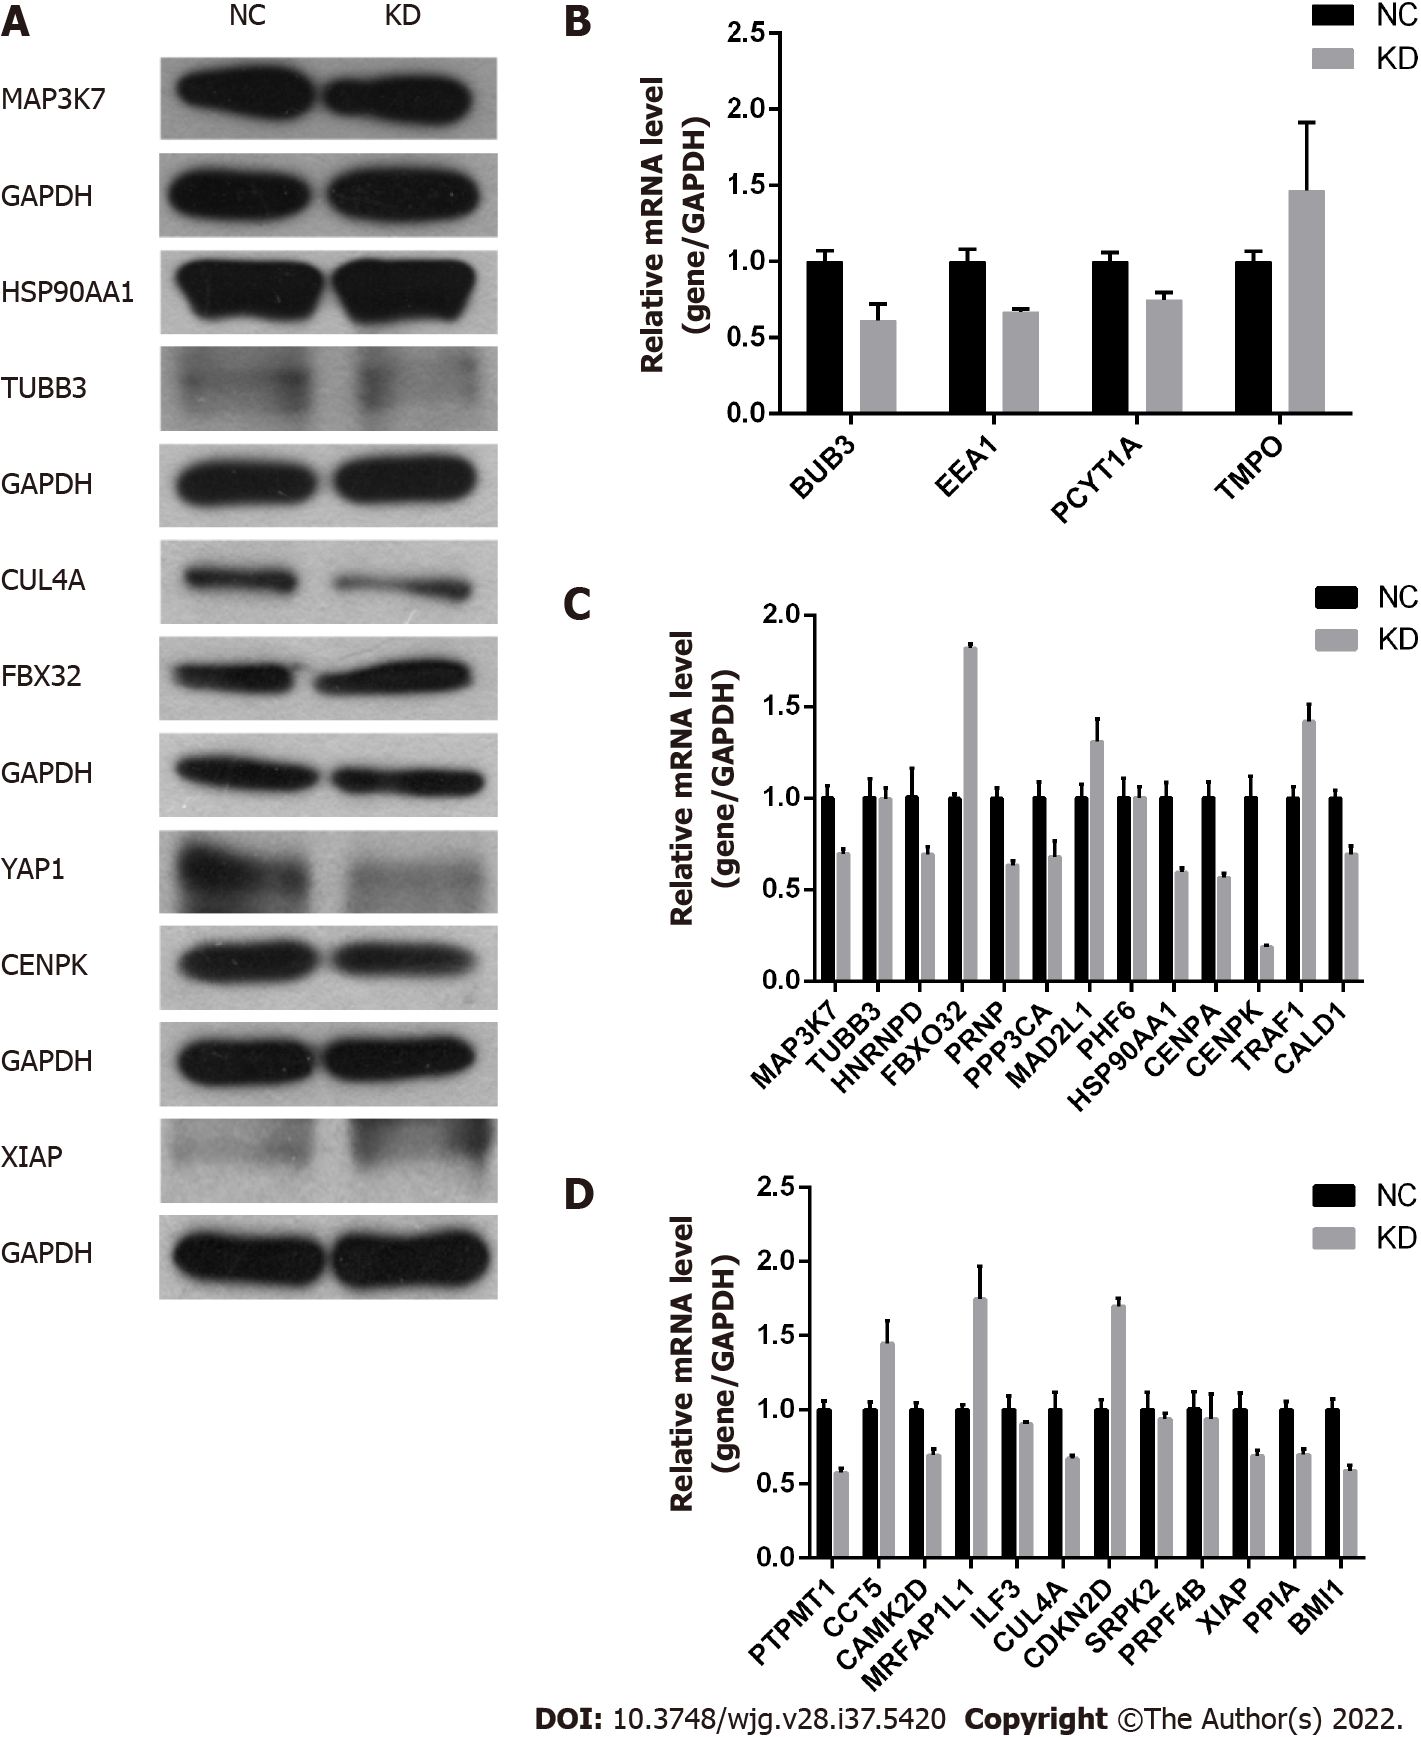 A
NC KD
MAP3K7
GAPDH
HSP90AA1
TUBB3
GAPDH
CUL4A
FBX32
GAPDH
YAP1
CENPK
GAPDH
XIAP
GAPDH
B
NC
KD
Relative mRNA level
(gene/GAPDH)
2.5
2.0
1.5
1.0
0.5
0.0
BUB3
EEA1
PCYT1A
TMPO
C
NC
KD
Relative mRNA level
(gene/GAPDH)
2.0
1.5
1.0
0.5
0.0
MAP3K7
TUBB3
HNRNPD
FBXO32
PRNP
PPP3CA
MAD2L1
PHF6
HSP90AA1
CENPA
CENPK
TRAF1
CALD1
D
NC
KD
Relative mRNA level
(gene/GAPDH)
2.5
2.0
1.5
1.0
0.5
0.0
PTPMT1
CCT5
CAMK2D
MRFAP1L1
ILF3
CUL4A
CDKN2D
SRPK2
PRPF4B
XIAP
PPIA
BMI1
DOI: 10.3748/wjg.v28.i37.5420 Copyright ©The Author(s) 2022.